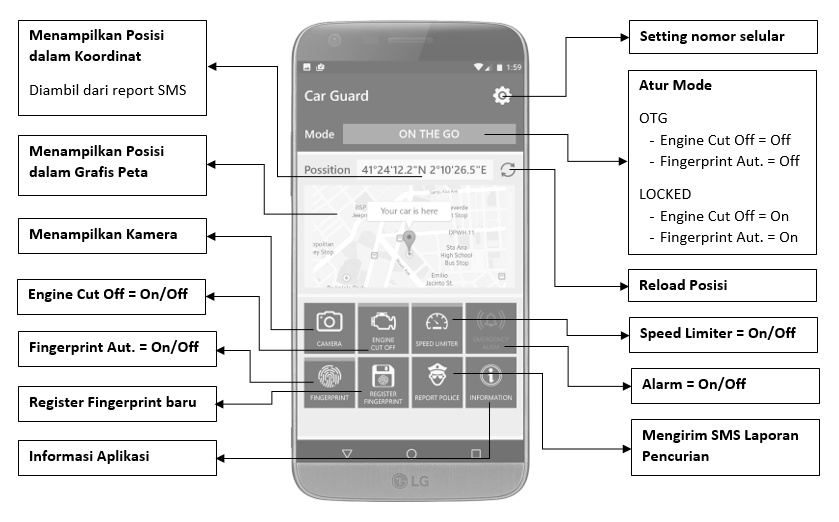 Menampilkan Posisi
dalam Koordinat
Diambil dari report SMS
Menampilkan Posisi
dalam Grafis Peta
Menampilkan Kamera
Engine Cut Off = On/Off
Fingerprint Aut. = On/Off
Register Fingerprint baru
Informasi Aplikasi
1:59
Car Guard
Mode
ON THE GO
Possition
41°24'12.2"N 2°10'26.5"E
Your car is here
DPWH.11
Sta Ana
High School
Bus Stop
Emilio
Jacinto St.
CAMERA
ENGINE
CUT OFF
SPEED LIMITER
EMERGENCY
ALARM
FINGERPRINT
REGISTER
FINGERPRINT
REPORT POLICE
INFORMATION
LG
Setting nomor selular
Atur Mode
OTG
- Engine Cut Off = Off
- Fingerprint Aut. = Off
LOCKED
- Engine Cut Off = On
- Fingerprint Aut. = On
Reload Posisi
Speed Limiter = On/Off
Alarm = On/Off
Mengirim SMS Laporan
Pencurian